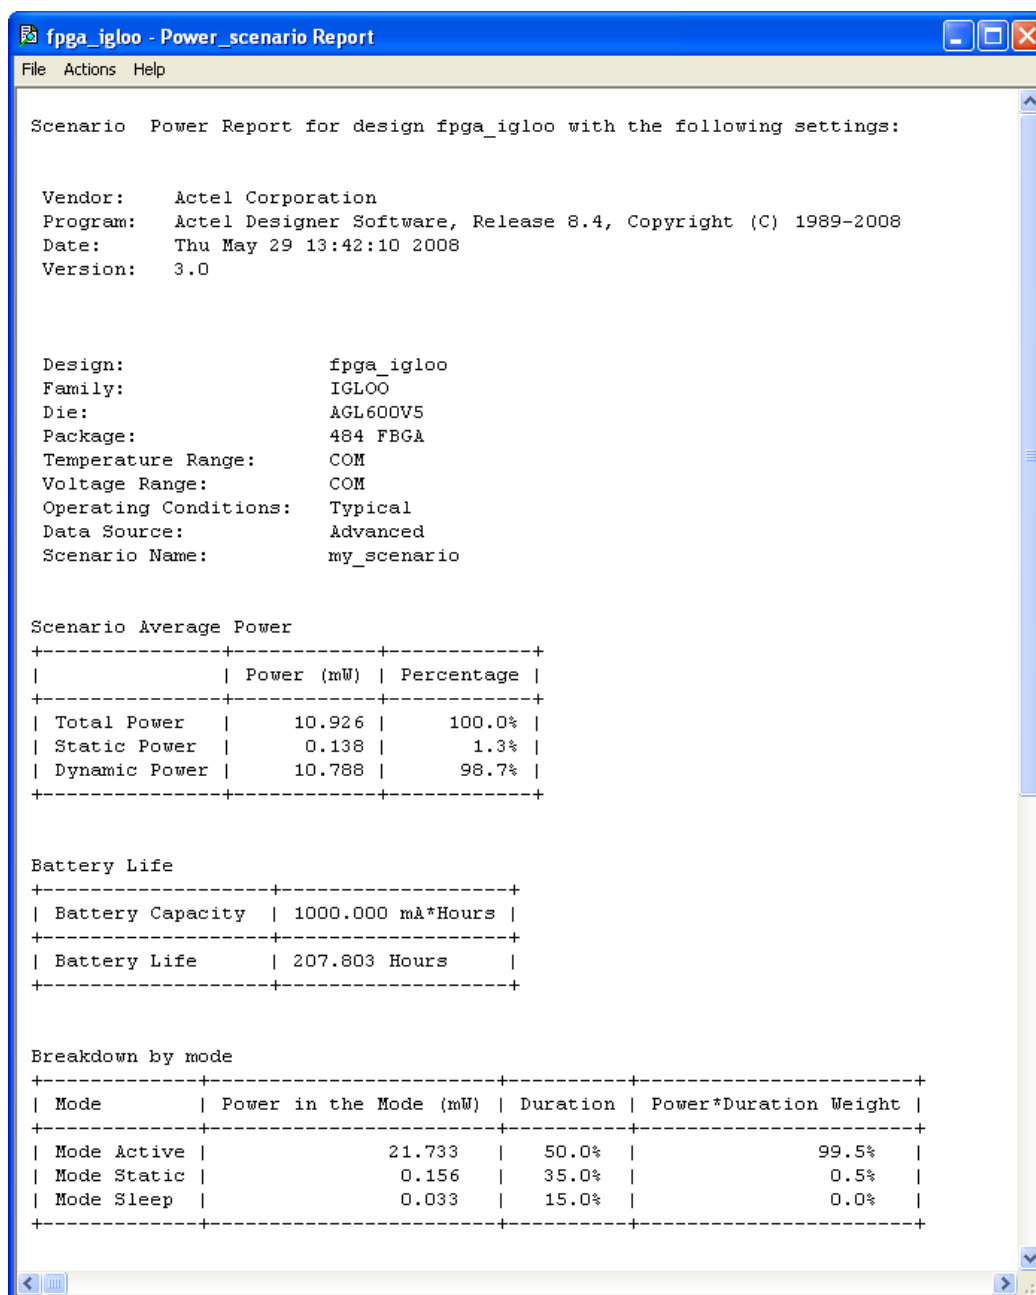 fpga_igloo - Power_scenario Report
File Actions Help
Scenario  Power Report for design fpga_igloo with the following settings:
Vendor:    Actel Corporation
Program:   Actel Designer Software, Release 8.4, Copyright (C) 1989-2008
Date:      Thu May 29 13:42:10 2008
Version:   3.0
Design:                 fpga_igloo
Family:                 IGLOO
Die:                    AGL600V5
Package:                484 FBGA
Temperature Range:      COM
Voltage Range:          COM
Operating Conditions:   Typical
Data Source:            Advanced
Scenario Name:          my_scenario
Scenario Average Power
+---------------+------------+------------+
|               | Power (mW) | Percentage |
+---------------+------------+------------+
| Total Power   |     10.926 |     100.0% |
| Static Power  |      0.138 |       1.3% |
| Dynamic Power |     10.788 |      98.7% |
+---------------+------------+------------+
Battery Life
+-------------------+-------------------+
| Battery Capacity  | 1000.000 mA*Hours |
+-------------------+-------------------+
| Battery Life      | 207.803 Hours     |
+-------------------+-------------------+
Breakdown by mode
+-------------+------------------------+----------+-----------------------+
| Mode        | Power in the Mode (mW) | Duration | Power*Duration Weight |
+-------------+------------------------+----------+-----------------------+
| Mode Active |               21.733   |   50.0%  |               99.5%   |
| Mode Static |                0.156   |   35.0%  |                0.5%   |
| Mode Sleep  |                0.033   |   15.0%  |                0.0%   |
+-------------+------------------------+----------+-----------------------+